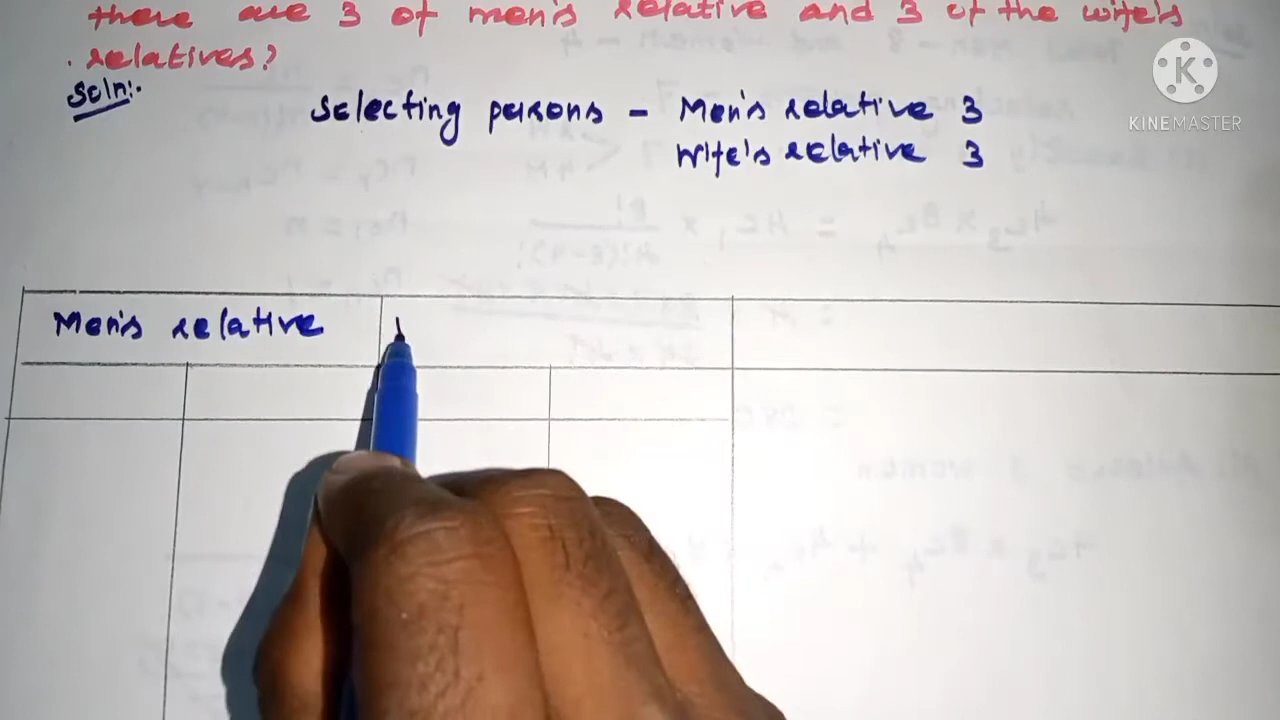 there are 3 of men's relative and 3 of the wife's
relatives?
Soln:-
Selecting persons - Men's relative 3
Wife's relative 3
Men's relative
K
KINEMASTER